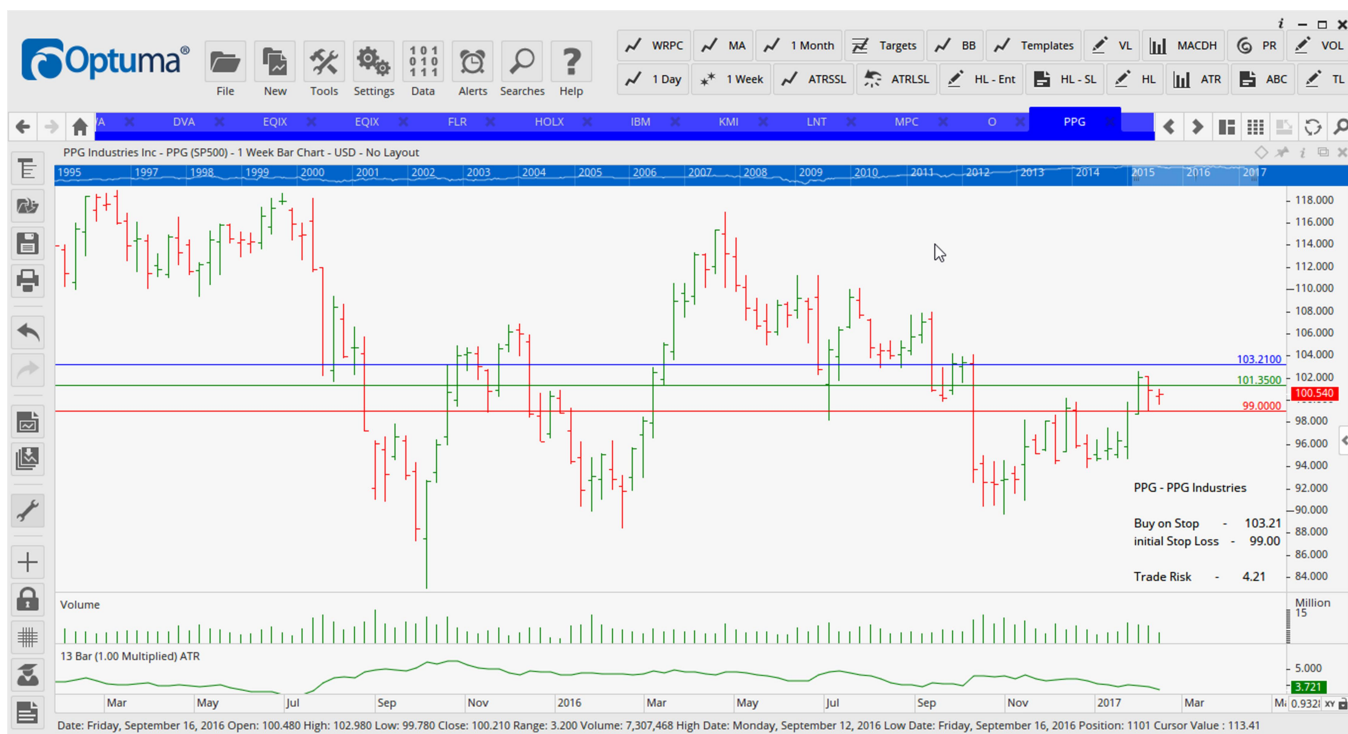 i
Optuma®
File New Tools Settings Data Alerts Searches Help
101
010
111
WRPC MA 1 Month Targets BB Templates VL MACDH PR VOL
1 Day 1 Week ATRSSL ATRLSL HL - Ent HL - SL HL ATR ABC TL
DVA EQIX EQIX FLR HOLX IBM KMI LNT MPC O PPG
PPG Industries Inc - PPG (SP500) - 1 Week Bar Chart - USD - No Layout
1995 1997 1998 1999 2000 2001 2002 2003 2004 2005 2006 2007 2008 2009 2010 2011 2012 2013 2014 2015 2016 2017
118.000
116.000
114.000
112.000
110.000
108.000
106.000
104.000
103.2100
102.000
101.3500
100.540
99.0000
98.000
96.000
94.000
92.000
PPG - PPG Industries
90.000
Buy on Stop - 103.21
88.000
initial Stop Loss - 99.00
86.000
Trade Risk - 4.21
84.000
Volume
Million
15
13 Bar (1.00 Multiplied) ATR
5.000
3.721
Mar May Jul Sep Nov 2016 Mar May Jul Sep Nov 2017 Mar
XY
Date: Friday, September 16, 2016 Open: 100.480 High: 102.980 Low: 99.780 Close: 100.210 Range: 3.200 Volume: 7,307,468 High Date: Monday, September 12, 2016 Low Date: Friday, September 16, 2016 Position: 1101 Cursor Value : 113.41